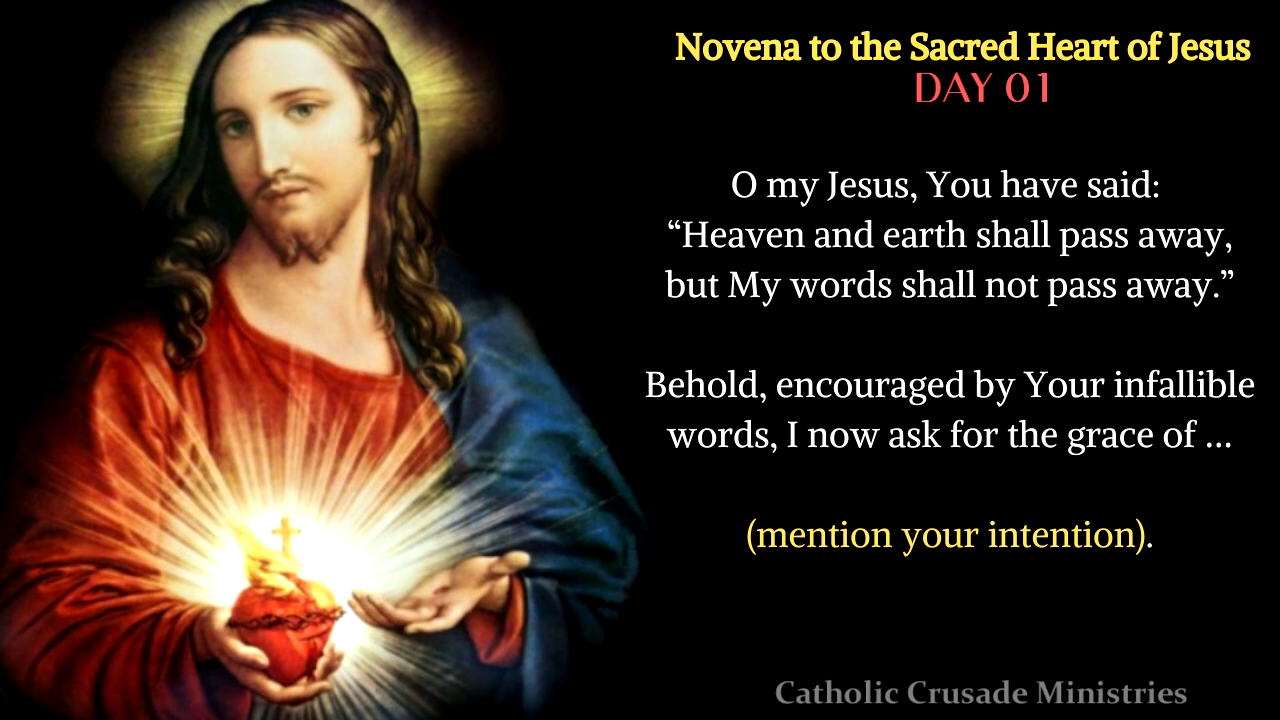 Novena to the Sacred Heart of Jesus
DAY 01
O my Jesus, You have said:
“Heaven and earth shall pass away,
but My words shall not pass away.”
Behold, encouraged by Your infallible
words, I now ask for the grace of ...
(mention your intention).
Catholic Crusade Ministries